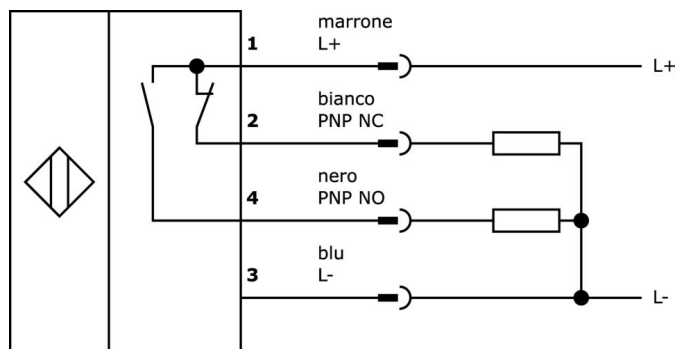 marrone
1 L+
L+
bianco
2 PNP NC
nero
4 PNP NO
blu
3 L-
L-